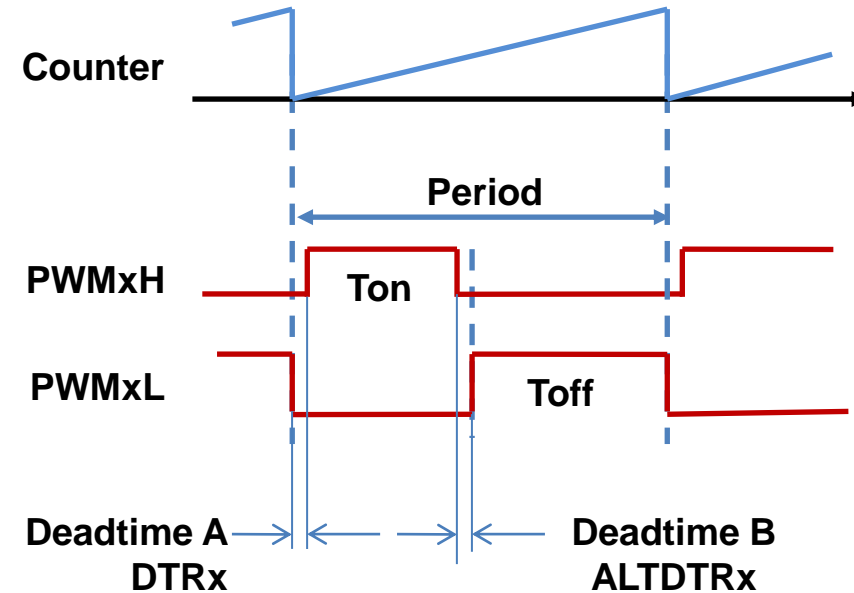 Counter
Period
PWMxH
Ton
PWMxL
Toff
Deadtime A
DTRx
Deadtime B
ALTDTRx